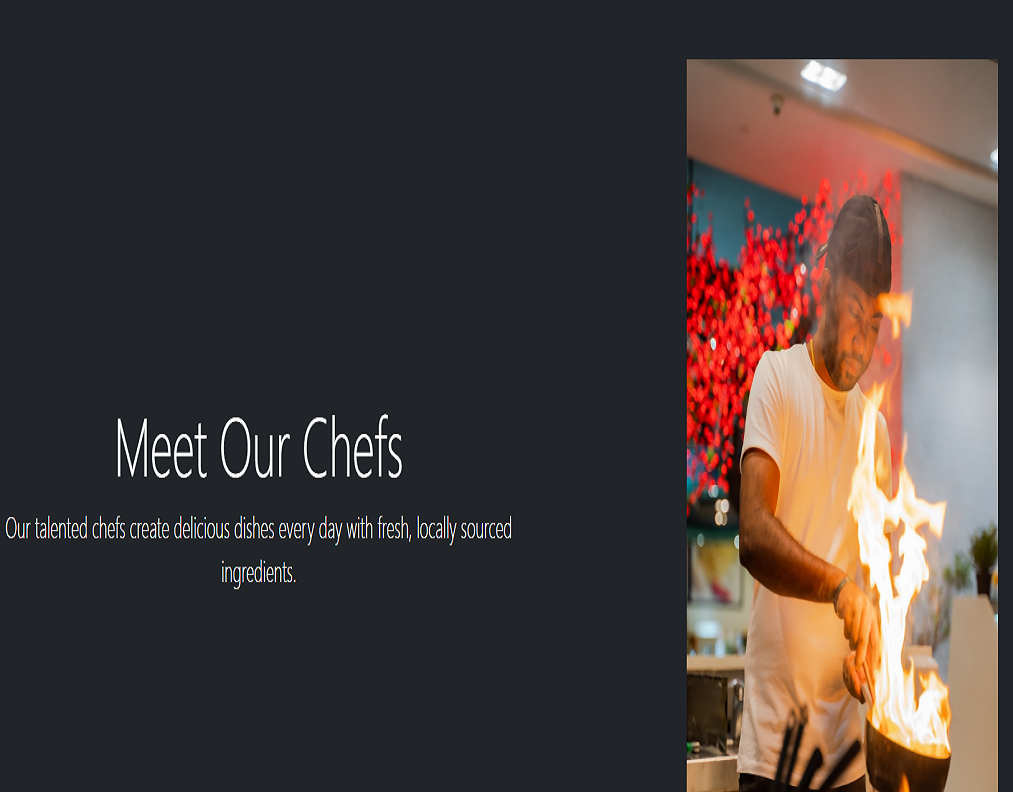 Meet Our Chefs
Our talented chefs create delicious dishes every day with fresh, locally sourced
ingredients.